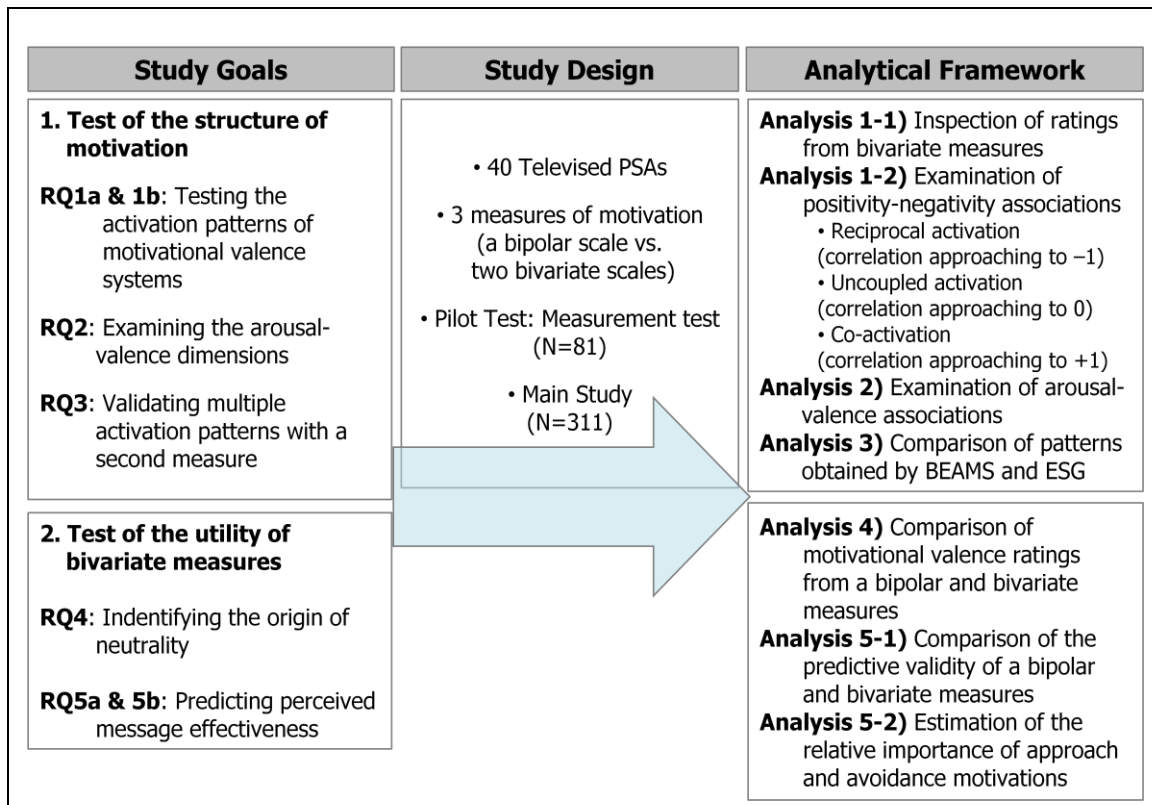 Study Goals
1. Test of the structure of
motivation
RQ1a & 1b: Testing the
activation patterns of
motivational valence
systems
RQ2: Examining the arousal-
valence dimensions
RQ3: Validating multiple
activation patterns with a
second measure
2. Test of the utility of
bivariate measures
RQ4: Indentifying the origin of
neutrality
RQ5a & 5b: Predicting perceived
message effectiveness
Study Design
• 40 Televised PSAs
• 3 measures of motivation
(a bipolar scale vs.
two bivariate scales)
• Pilot Test: Measurement test
(N=81)
• Main Study
(N=311)
Analytical Framework
Analysis 1-1) Inspection of ratings
from bivariate measures
Analysis 1-2) Examination of
positivity-negativity associations
• Reciprocal activation
(correlation approaching to –1)
• Uncoupled activation
(correlation approaching to 0)
• Co-activation
(correlation approaching to +1)
Analysis 2) Examination of arousal-
valence associations
Analysis 3) Comparison of patterns
obtained by BEAMS and ESG
Analysis 4) Comparison of
motivational valence ratings
from a bipolar and bivariate
measures
Analysis 5-1) Comparison of the
predictive validity of a bipolar
and bivariate measures
Analysis 5-2) Estimation of the
relative importance of approach
and avoidance motivations